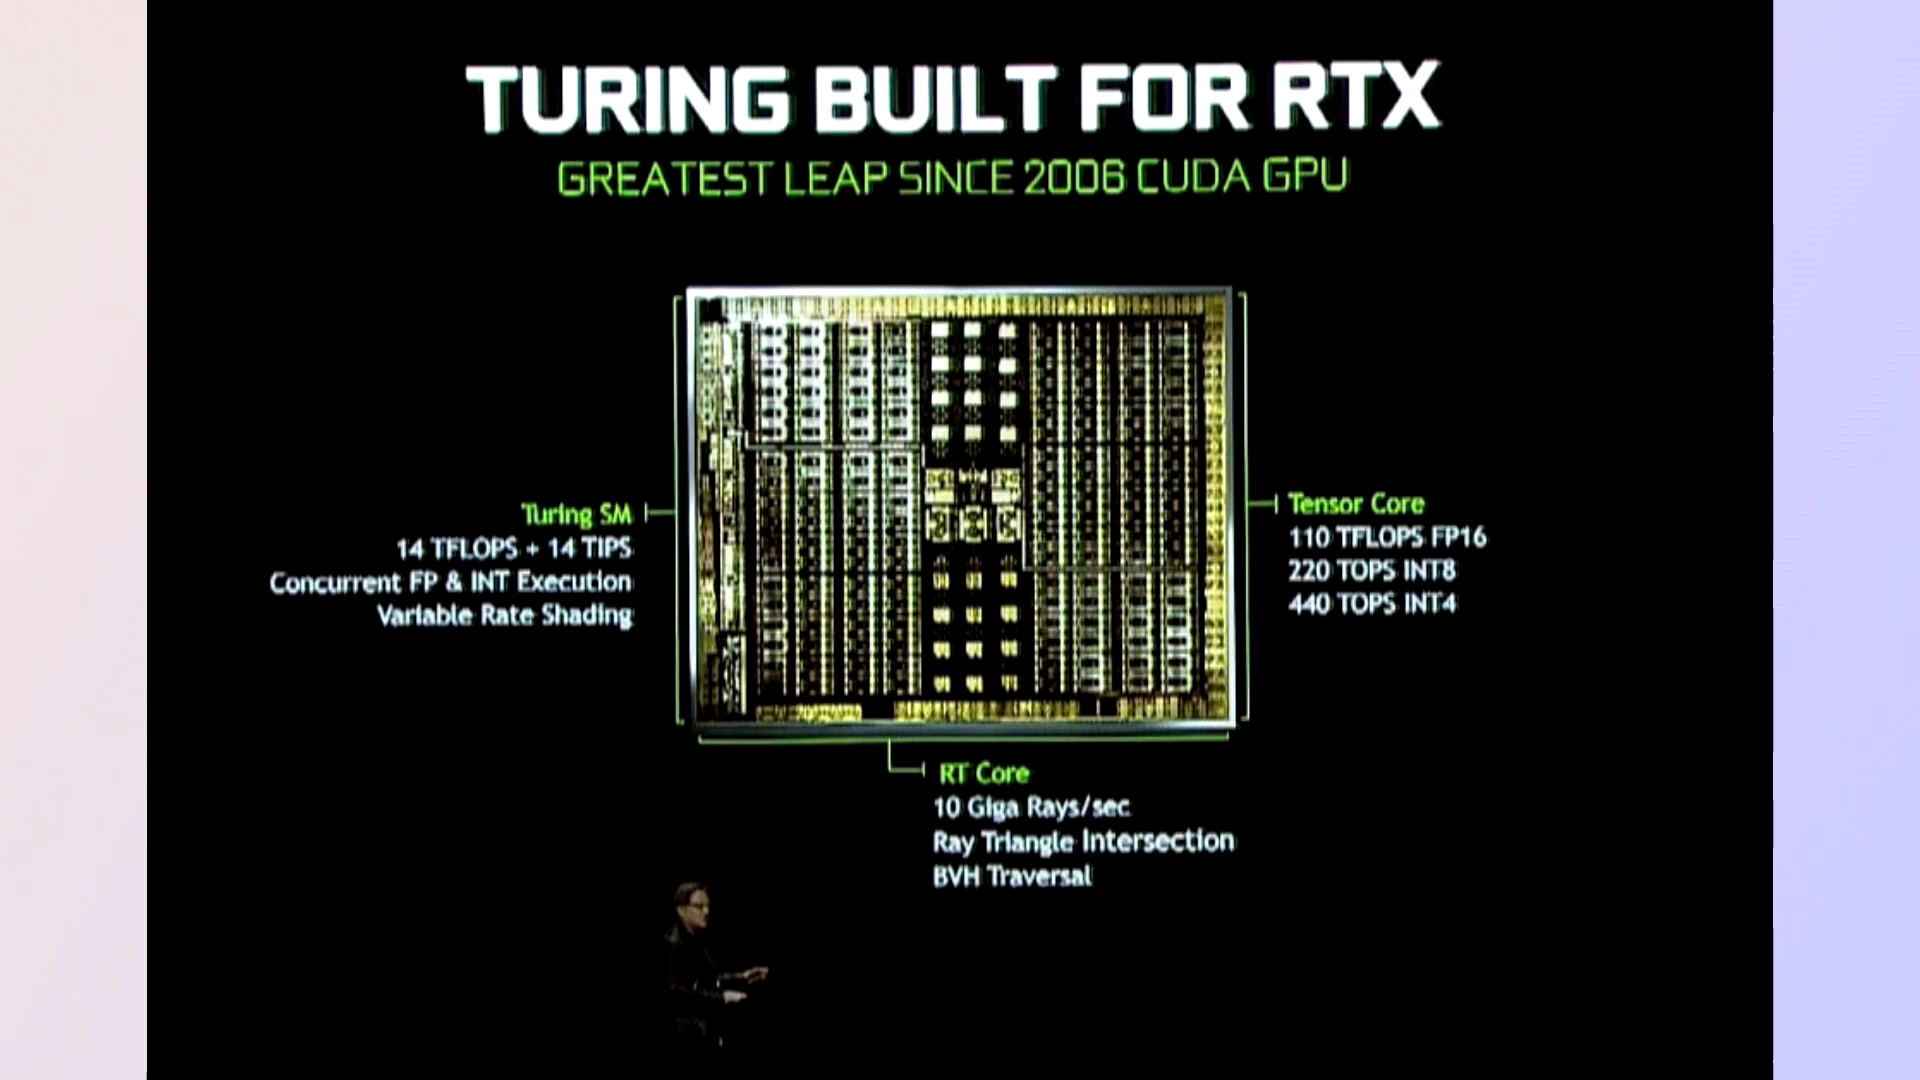 TURING BUILT FOR RTX
GREATEST LEAP SINCE 2006 CUDA GPU
Turing SM
14 TFLOPS + 14 TIPS
Concurrent FP & INT Execution
Variable Rate Shading
Tensor Core
110 TFLOPS FP16
220 TOPS INT8
440 TOPS INT4
RT Core
10 Giga Rays/sec
Ray Triangle Intersection
BVH Traversal